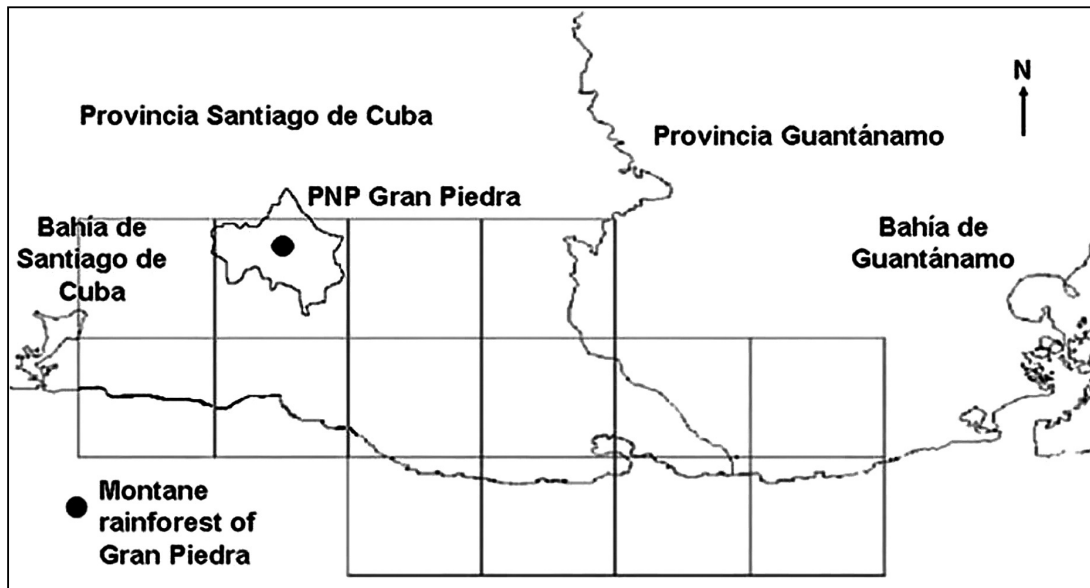 N
Provincia Santiago de Cuba
Provincia Guantánamo
PNP Gran Piedra
Bahía de
Santiago de
Cuba
Bahía de
Guantánamo
Montane
rainforest of
Gran Piedra